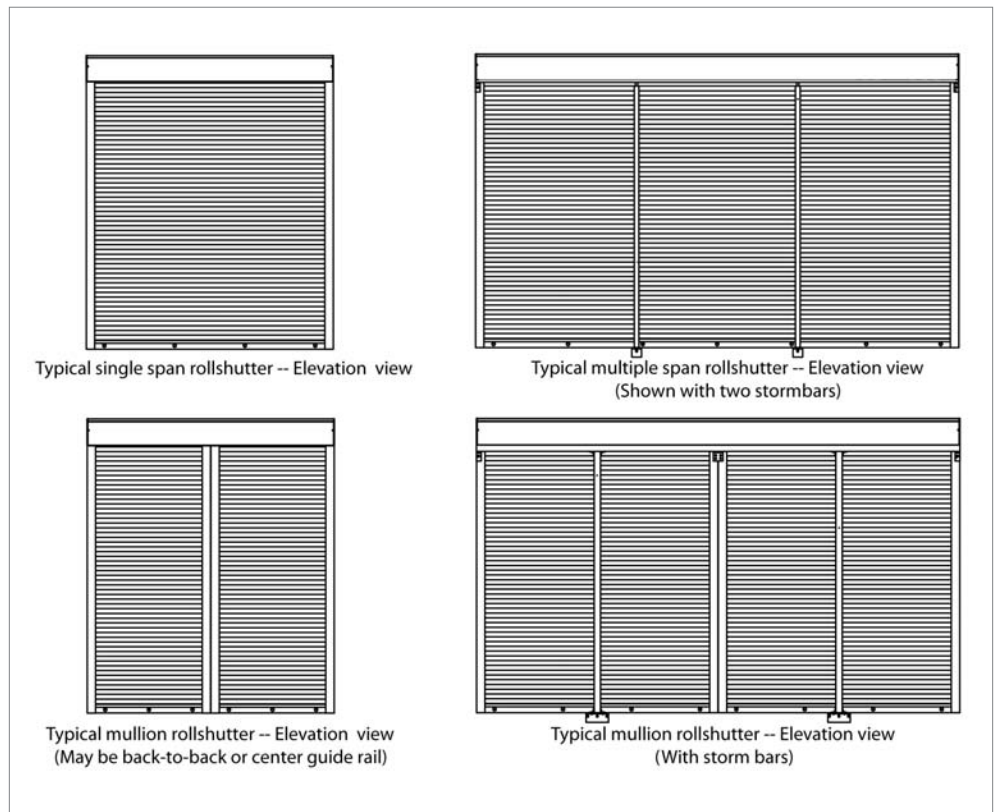 Typical single span rollshutter -- Elevation view
Typical multiple span rollshutter -- Elevation view
(Shown with two stormbars)
Typical mullion rollshutter -- Elevation view
(May be back-to-back or center guide rail)
Typical mullion rollshutter -- Elevation view
(With storm bars)